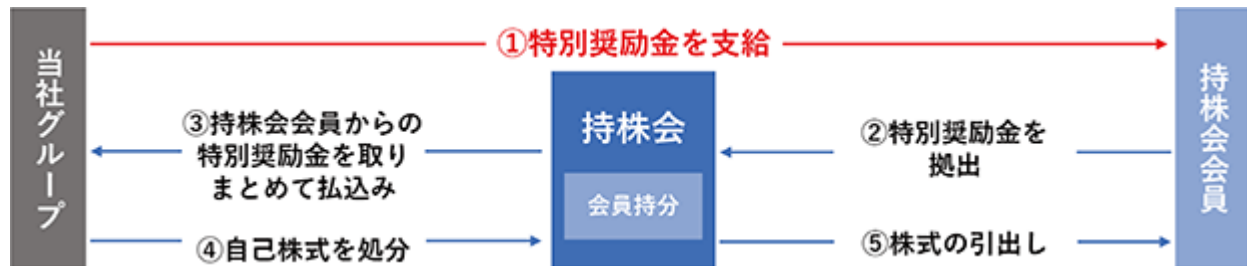 当社グループ
①特別奨励金を支給
持株会会員
③持株会会員からの
特別奨励金を取り
まとめて払込み
持株会
会員持分
②特別奨励金を
拠出
④自己株式を処分
⑤株式の引出し